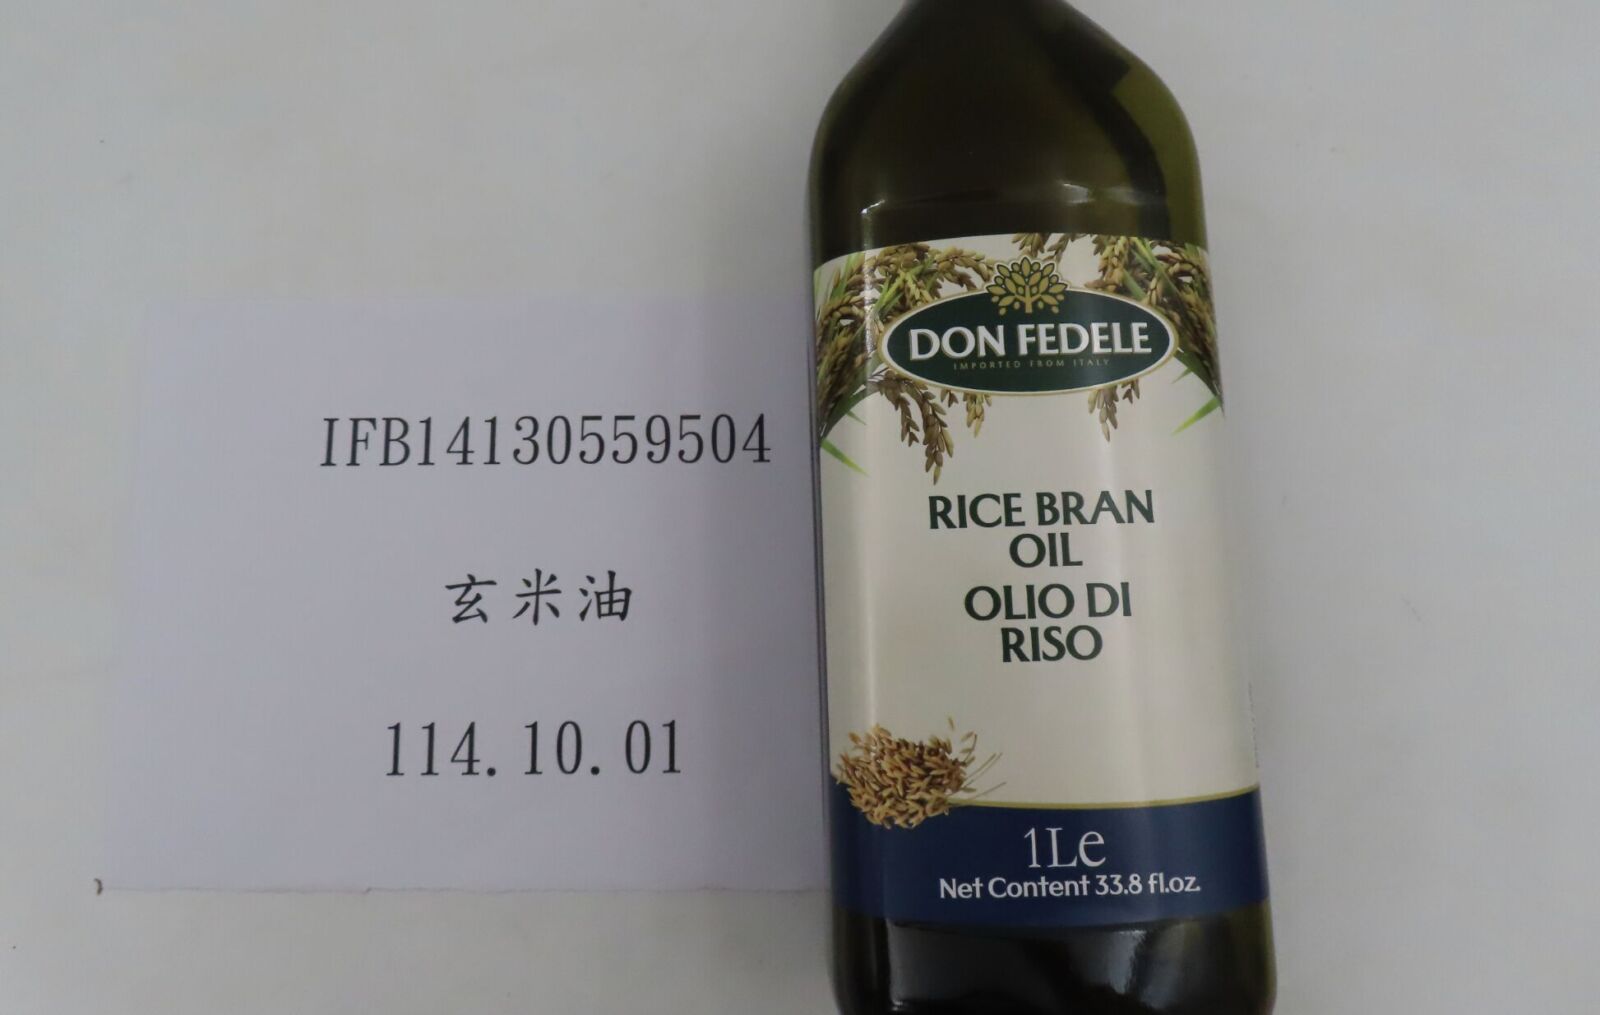 IFB14130559504
玄米油
114.10.01
DON FEDELE
IMPORTED FROM ITALY
RICE BRAN
OIL
OLIO DI
RISO
1Le
Net Content 33.8 fl.oz.